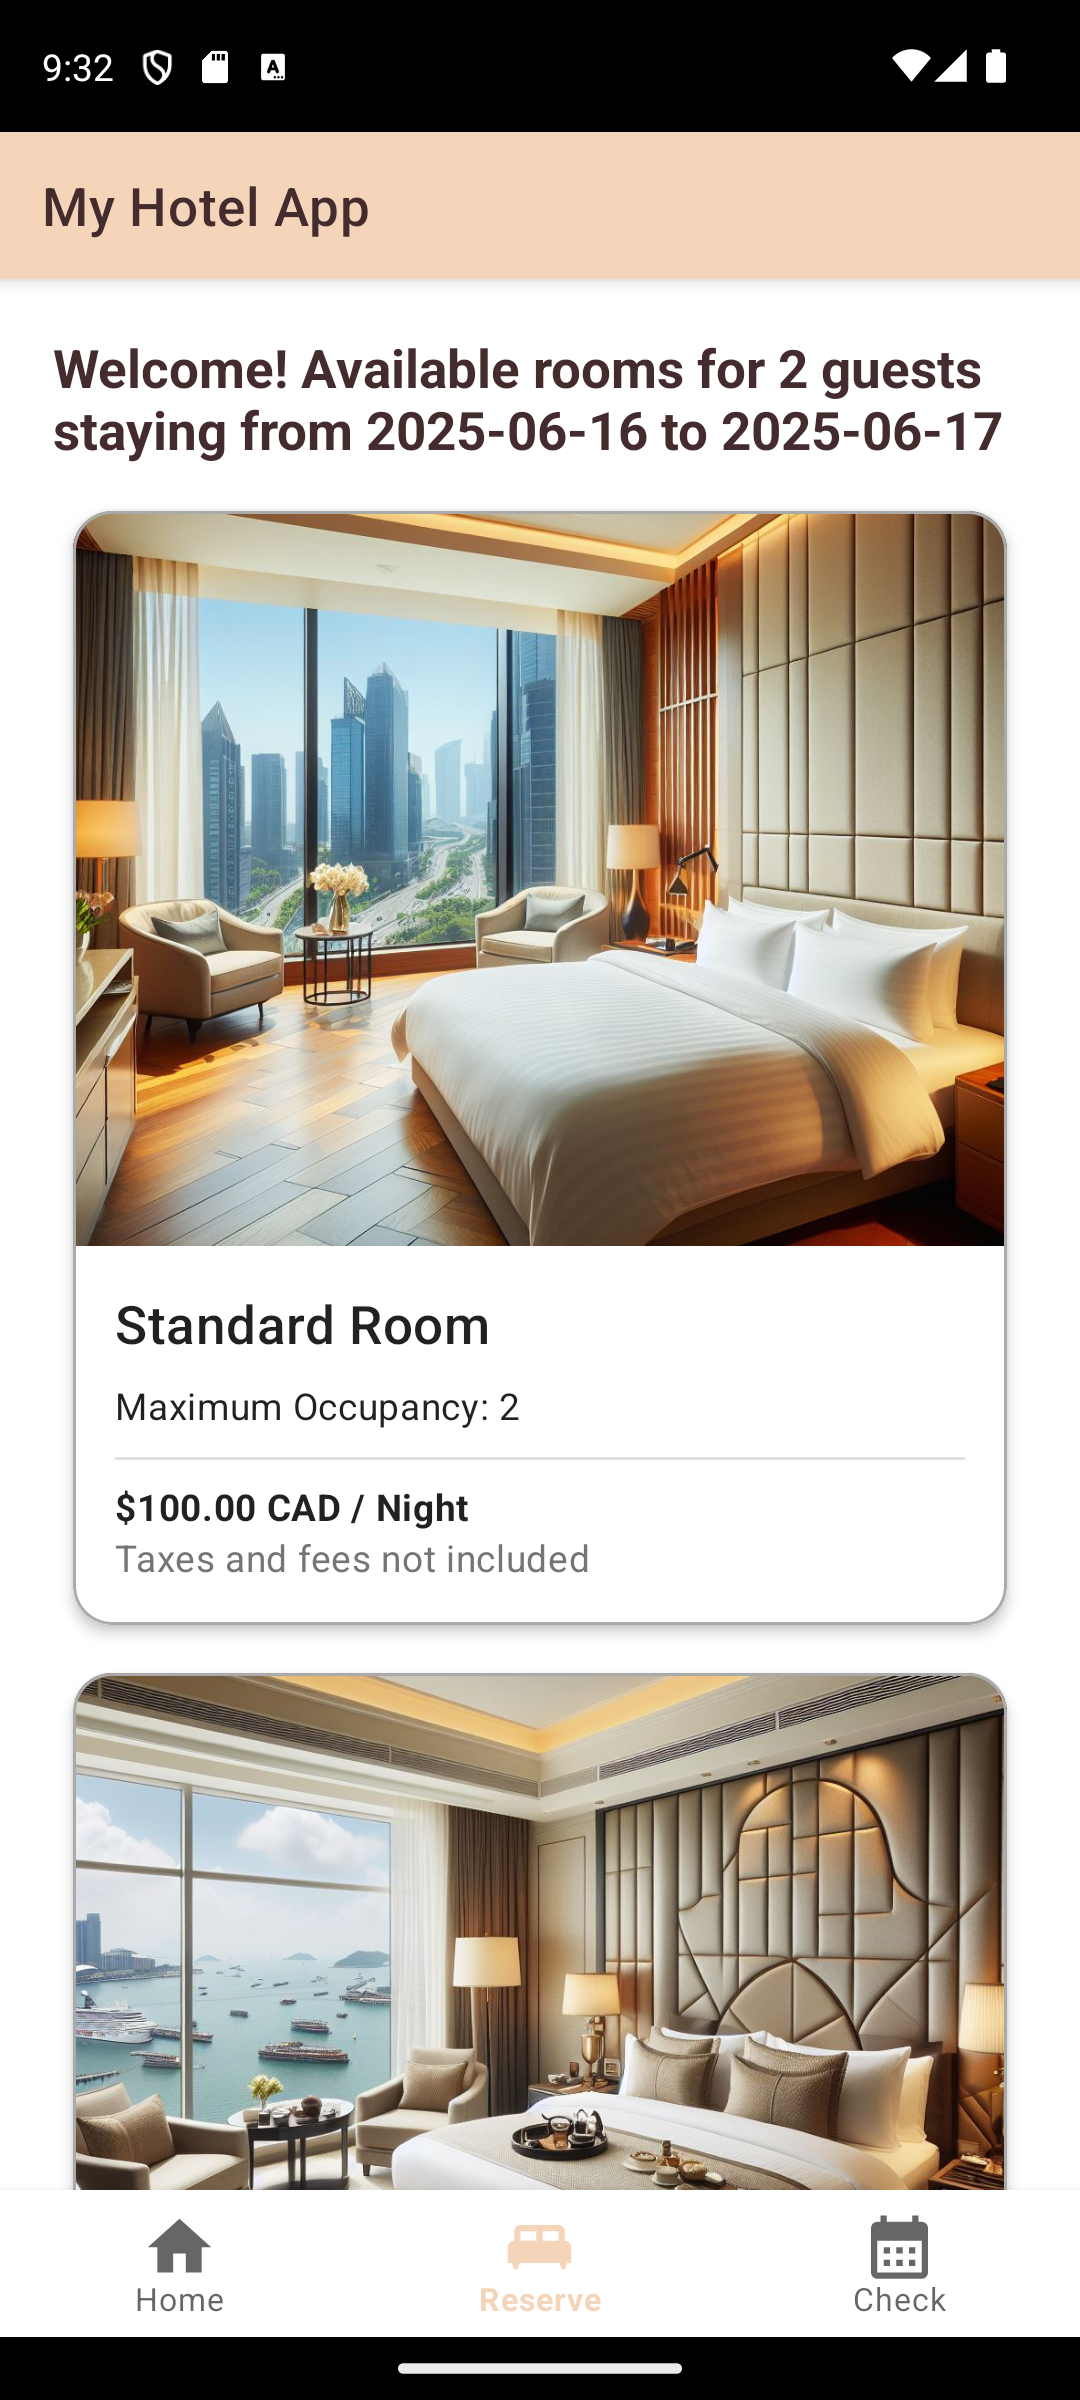 9:32
My Hotel App
Welcome! Available rooms for 2 guests
staying from 2025-06-16 to 2025-06-17
Standard Room
Maximum Occupancy: 2
$100.00 CAD / Night
Taxes and fees not included
Home
Reserve
Check